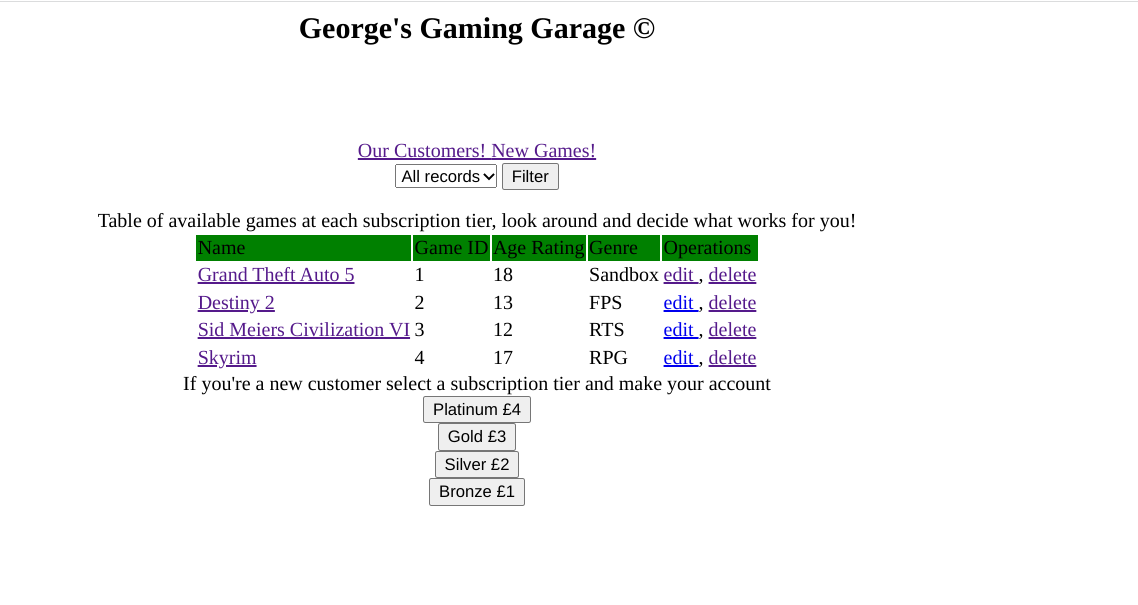 George's Gaming Garage ©
Our Customers! New Games!
All records Filter
Table of available games at each subscription tier, look around and decide what works for you!
Name Game ID Age Rating Genre Operations
Grand Theft Auto 5 1 18 Sandbox edit , delete
Destiny 2 2 13 FPS edit , delete
Sid Meiers Civilization VI 3 12 RTS edit , delete
Skyrim 4 17 RPG edit , delete
If you're a new customer select a subscription tier and make your account
Platinum £4
Gold £3
Silver £2
Bronze £1